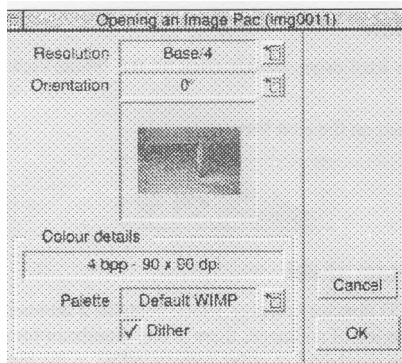 Opening an Image Pac (img0011)
Resolution Base/4
Orientation 0°
Colour details
4 bpp - 90 x 90 dpi
Palette Default WIMP
Dither
Cancel
OK